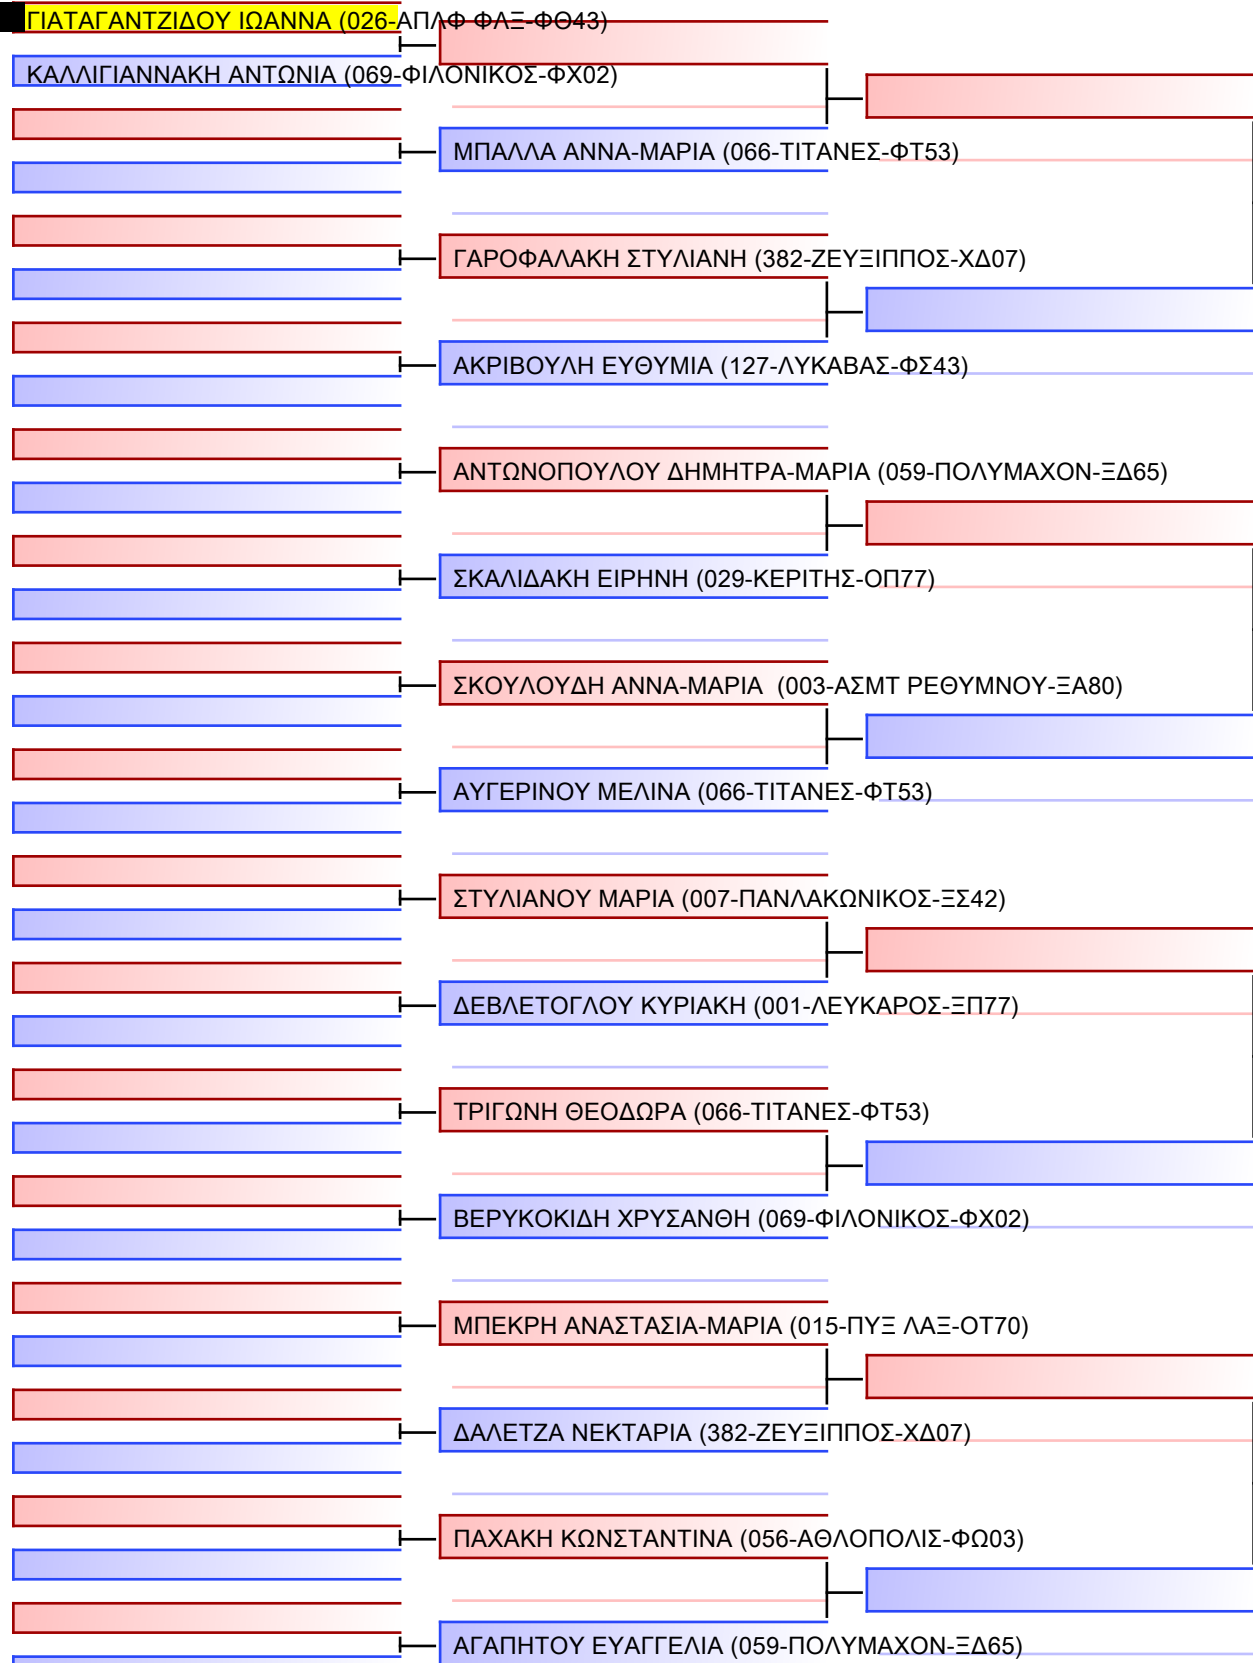 ΓΙΑΤΑΓΑΝΤΖΙΔΟΥ ΙΩΑΝΝΑ (026-ΑΠΛΦ ΦΛΞ-ΦΘ43)
ΚΑΛΛΙΓΙΑΝΝΑΚΗ ΑΝΤΩΝΙΑ (069-ΦΙΛΟΝΙΚΟΣ-ΦΧ02)
ΜΠΑΛΛΑ ΑΝΝΑ-ΜΑΡΙΑ (066-ΤΙΤΑΝΕΣ-ΦΤ53)
ΓΑΡΟΦΑΛΑΚΗ ΣΤΥΛΙΑΝΗ (382-ΖΕΥΞΙΠΠΟΣ-ΧΔ07)
ΑΚΡΙΒΟΥΛΗ ΕΥΘΥΜΙΑ (127-ΛΥΚΑΒΑΣ-ΦΣ43)
ΑΝΤΩΝΟΠΟΥΛΟΥ ΔΗΜΗΤΡΑ-ΜΑΡΙΑ (059-ΠΟΛΥΜΑΧΟΝ-ΞΔ65)
ΣΚΑΛΙΔΑΚΗ ΕΙΡΗΝΗ (029-ΚΕΡΙΤΗΣ-ΟΠ77)
ΣΚΟΥΛΟΥΔΗ ΑΝΝΑ-ΜΑΡΙΑ  (003-ΑΣΜΤ ΡΕΘΥΜΝΟΥ-ΞΑ80)
ΑΥΓΕΡΙΝΟΥ ΜΕΛΙΝΑ (066-ΤΙΤΑΝΕΣ-ΦΤ53)
ΣΤΥΛΙΑΝΟΥ ΜΑΡΙΑ (007-ΠΑΝΛΑΚΩΝΙΚΟΣ-ΞΣ42)
ΔΕΒΛΕΤΟΓΛΟΥ ΚΥΡΙΑΚΗ (001-ΛΕΥΚΑΡΟΣ-ΞΠ77)
ΤΡΙΓΩΝΗ ΘΕΟΔΩΡΑ (066-ΤΙΤΑΝΕΣ-ΦΤ53)
ΒΕΡΥΚΟΚΙΔΗ ΧΡΥΣΑΝΘΗ (069-ΦΙΛΟΝΙΚΟΣ-ΦΧ02)
ΜΠΕΚΡΗ ΑΝΑΣΤΑΣΙΑ-ΜΑΡΙΑ (015-ΠΥΞ ΛΑΞ-ΟΤ70)
ΔΑΛΕΤΖΑ ΝΕΚΤΑΡΙΑ (382-ΖΕΥΞΙΠΠΟΣ-ΧΔ07)
ΠΑΧΑΚΗ ΚΩΝΣΤΑΝΤΙΝΑ (056-ΑΘΛΟΠΟΛΙΣ-ΦΩ03)
ΑΓΑΠΗΤΟΥ ΕΥΑΓΓΕΛΙΑ (059-ΠΟΛΥΜΑΧΟΝ-ΞΔ65)